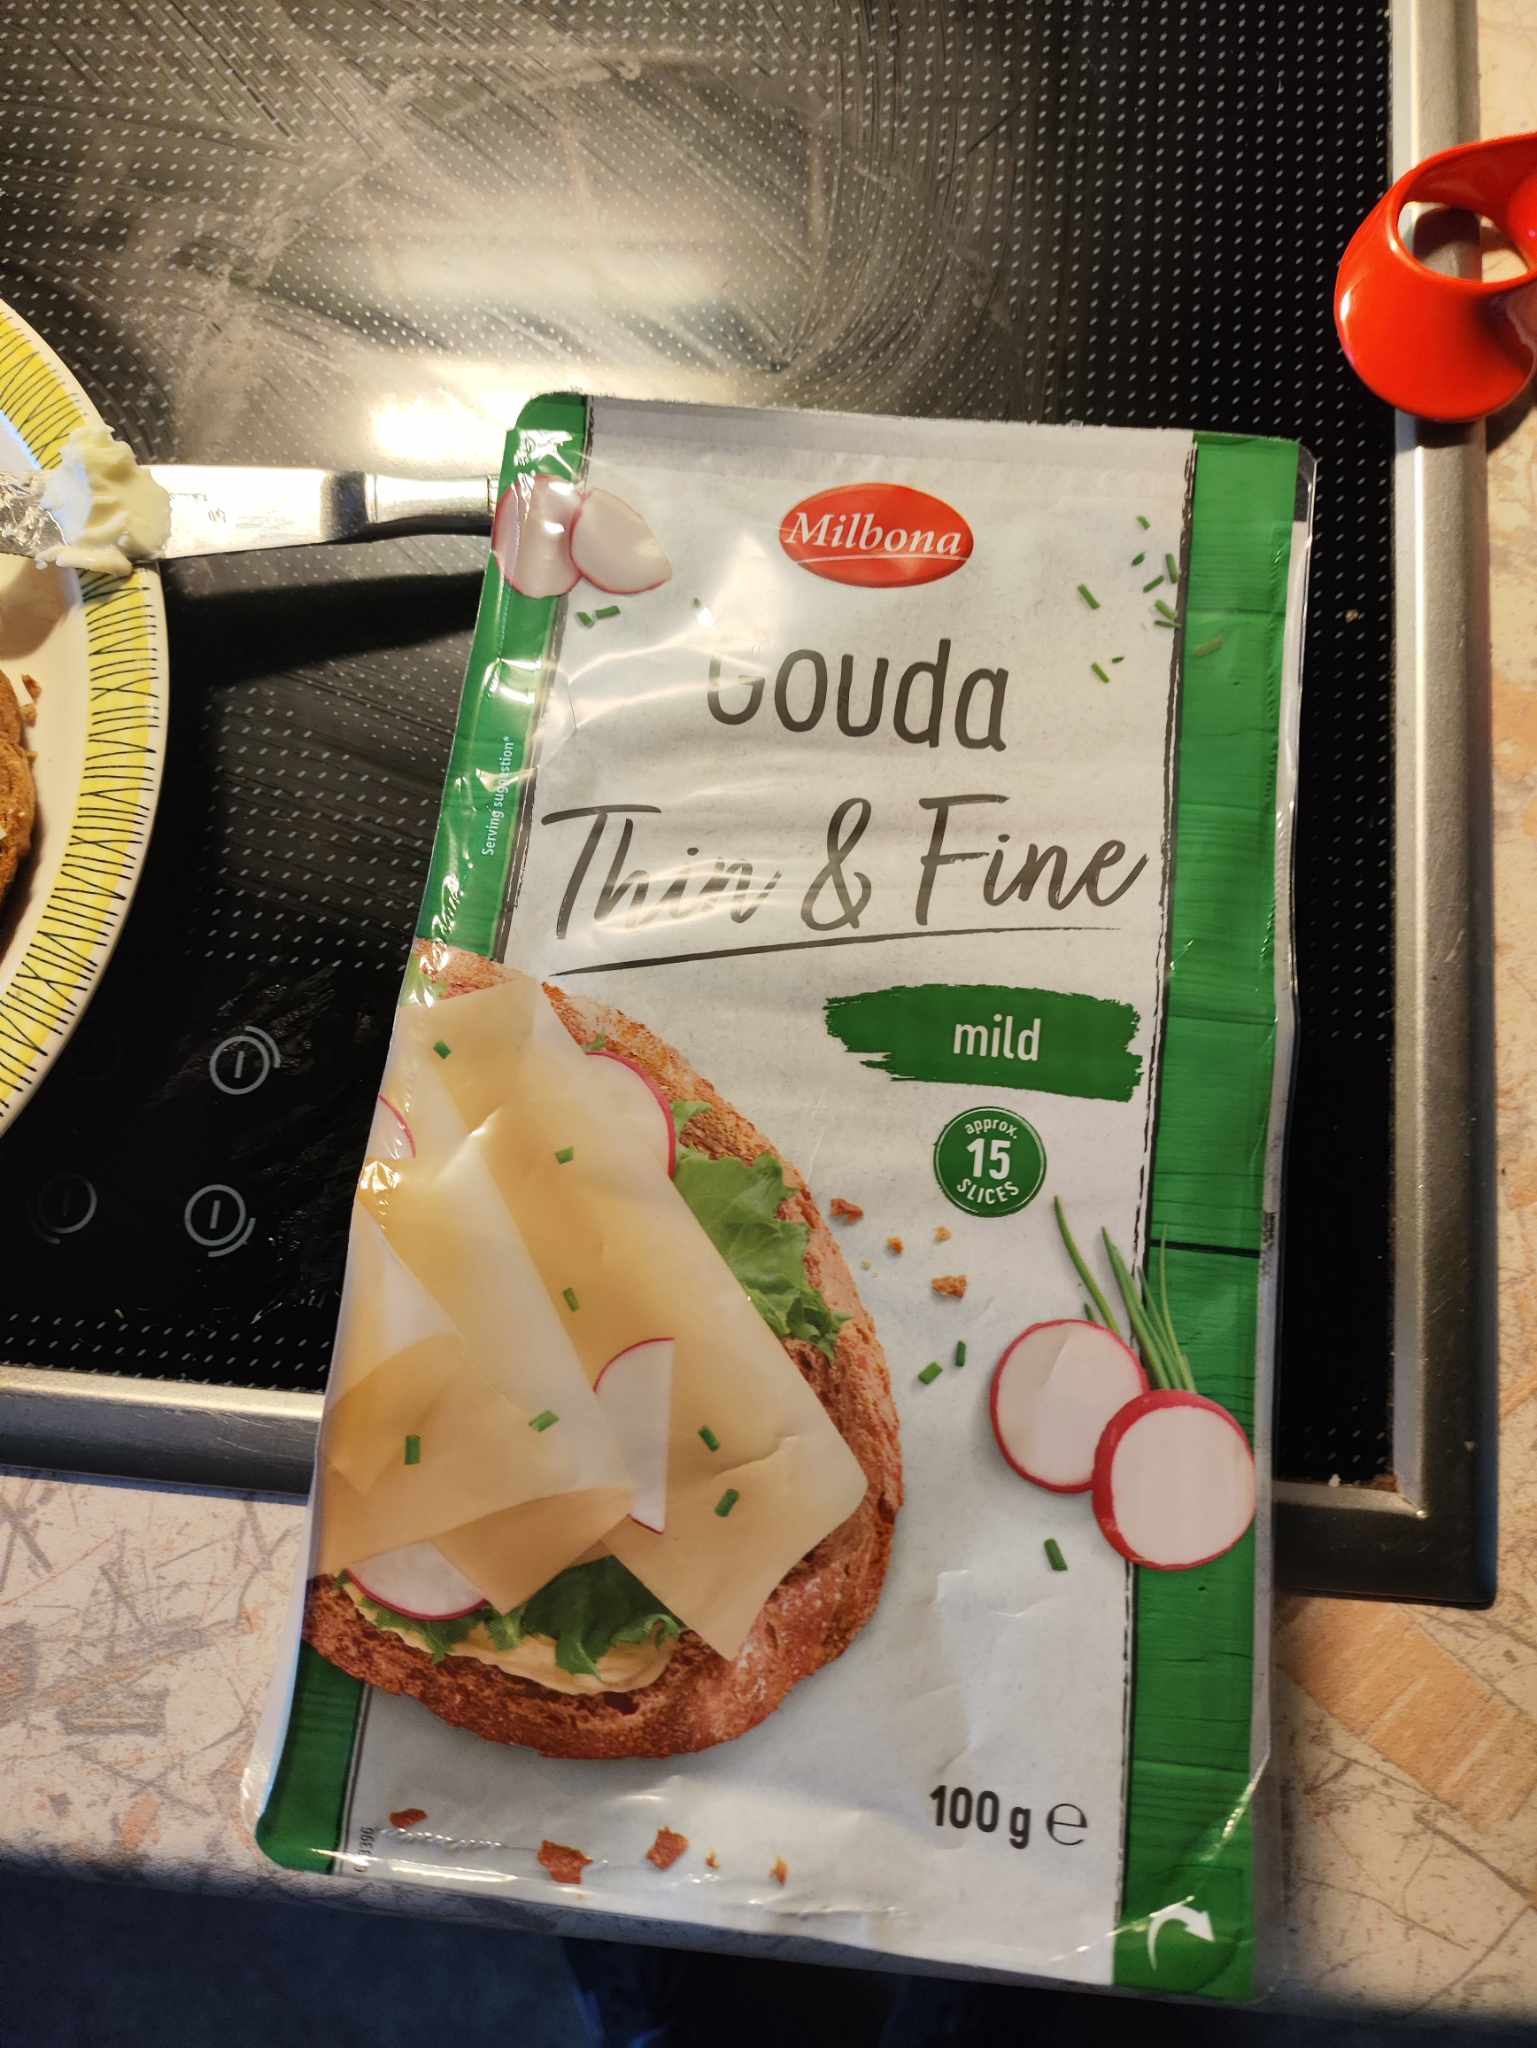 Milbona
Gouda
Thin & Fine
Serving suggestion*
mild
approx.
15
SLICES
100 g e